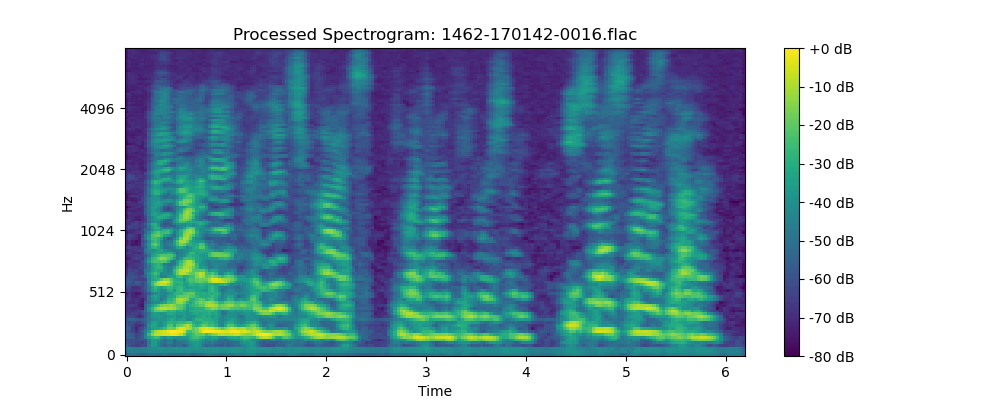 Processed Spectrogram: 1462-170142-0016.flac
Hz
4096
2048
1024
512
0
0 1 2 3 4 5 6
Time
+0 dB
-10 dB
-20 dB
-30 dB
-40 dB
-50 dB
-60 dB
-70 dB
-80 dB